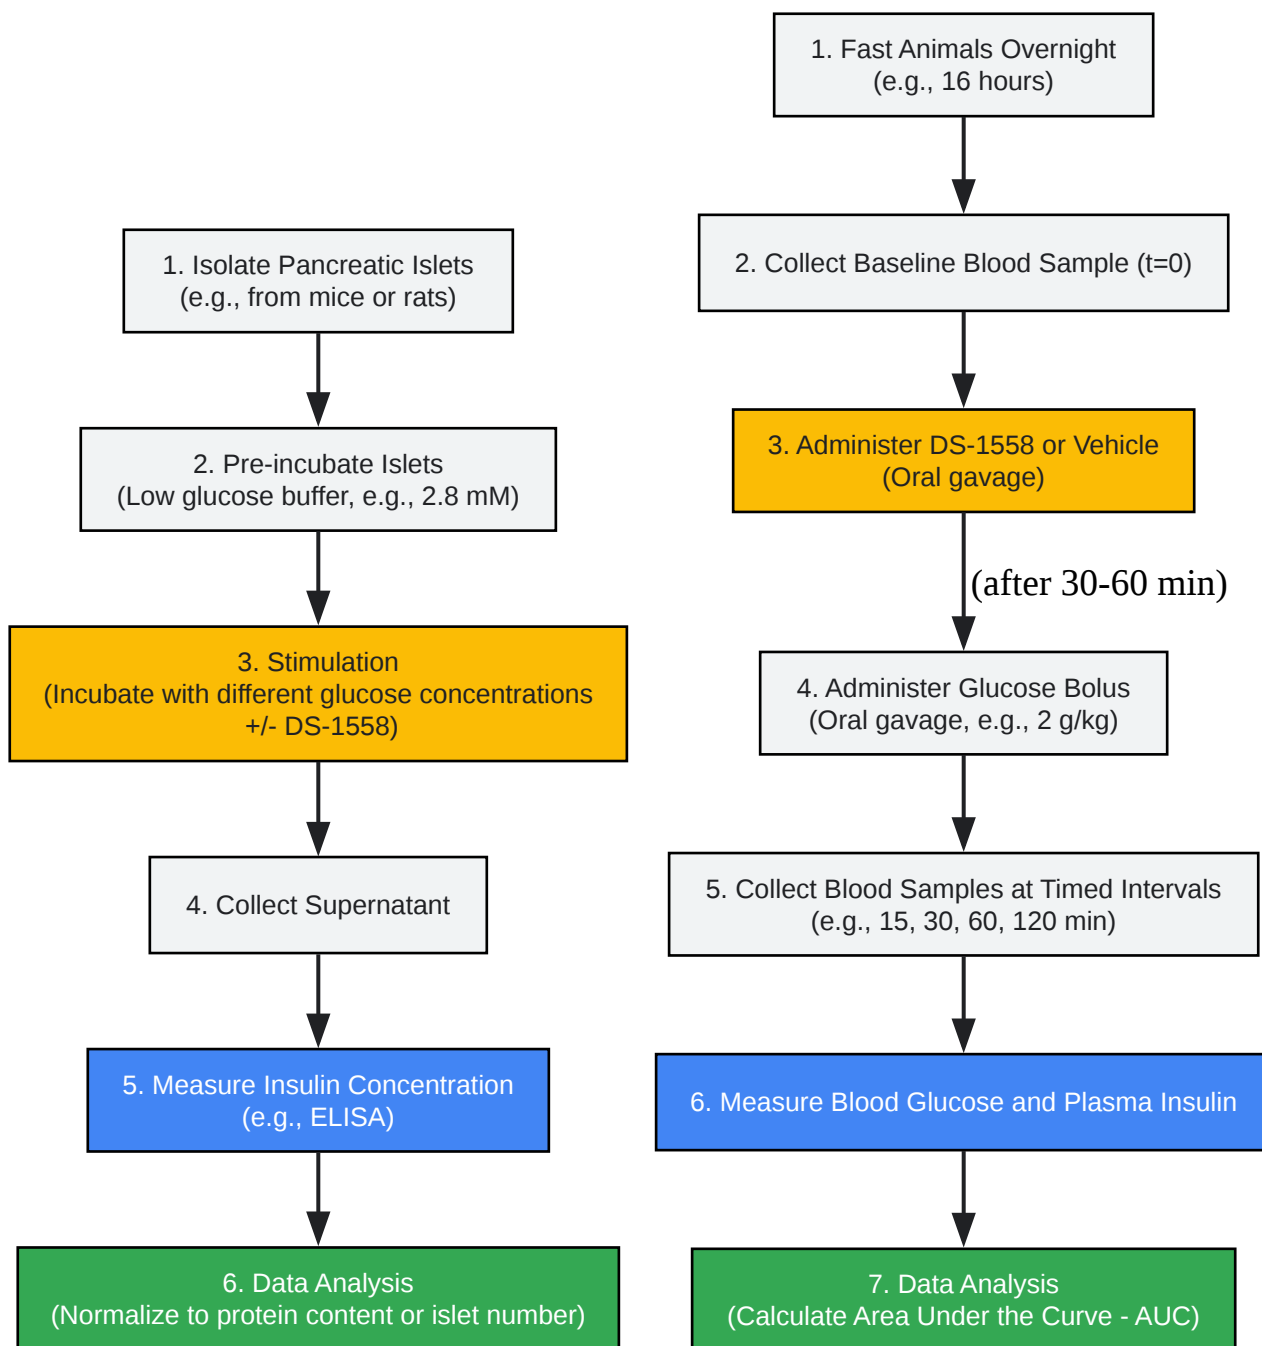 1. Isolate Pancreatic Islets
(e.g., from mice or rats)
2. Pre-incubate Islets
(Low glucose buffer, e.g., 2.8 mM)
3. Stimulation
(Incubate with different glucose concentrations
+/- DS-1558)
4. Collect Supernatant
5. Measure Insulin Concentration
(e.g., ELISA)
6. Data Analysis
(Normalize to protein content or islet number)
1. Fast Animals Overnight
(e.g., 16 hours)
2. Collect Baseline Blood Sample (t=0)
3. Administer DS-1558 or Vehicle
(Oral gavage)
(after 30-60 min)
4. Administer Glucose Bolus
(Oral gavage, e.g., 2 g/kg)
5. Collect Blood Samples at Timed Intervals
(e.g., 15, 30, 60, 120 min)
6. Measure Blood Glucose and Plasma Insulin
7. Data Analysis
(Calculate Area Under the Curve - AUC)